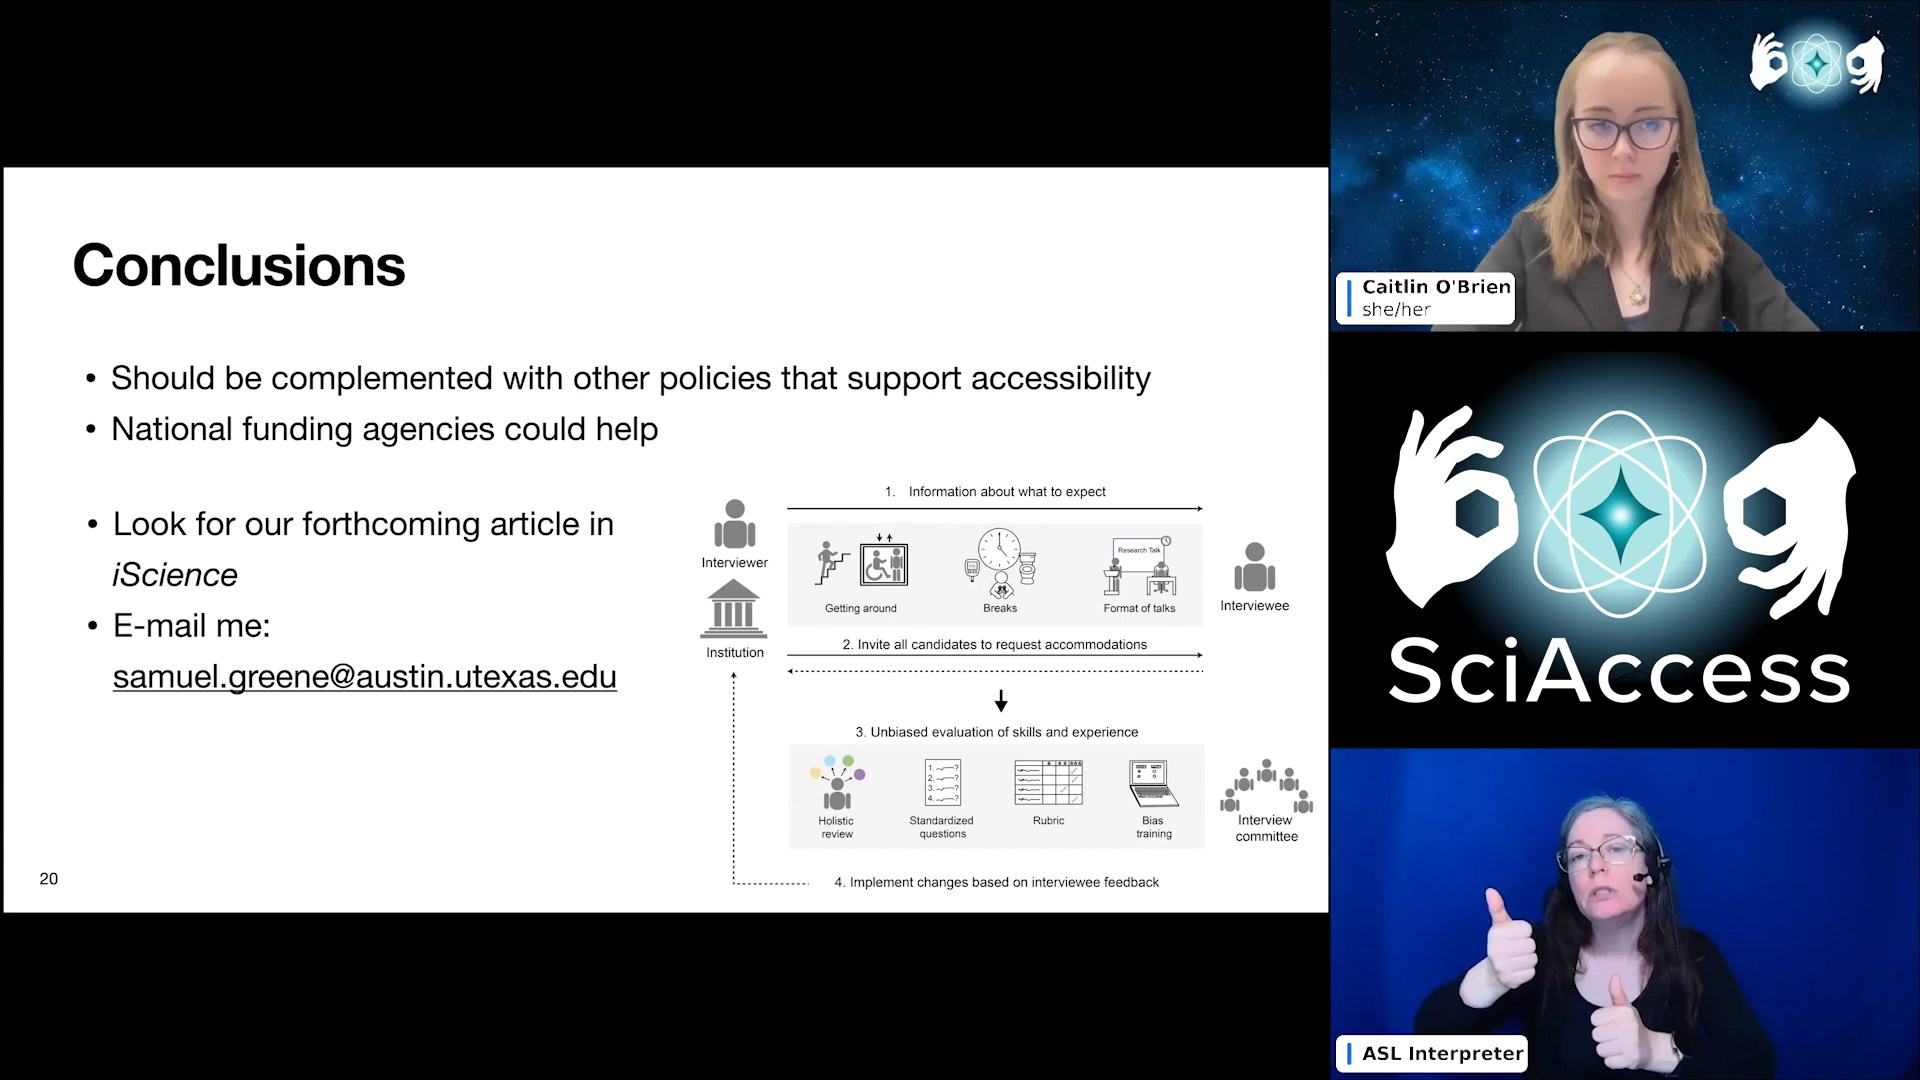 Conclusions
• Should be complemented with other policies that support accessibility
• National funding agencies could help
• Look for our forthcoming article in
iScience
• E-mail me:
samuel.greene@austin.utexas.edu
20
1. Information about what to expect
Interviewer
Institution
Research Talk
Getting around
Breaks
Format of talks
Interviewee
2. Invite all candidates to request accommodations
3. Unbiased evaluation of skills and experience
1. ?
2. ?
3. ?
4. ?
Holistic
review
Standardized
questions
Rubric
Bias
training
Interview
committee
4. Implement changes based on interviewee feedback
Caitlin O'Brien
she/her
SciAccess
ASL Interpreter